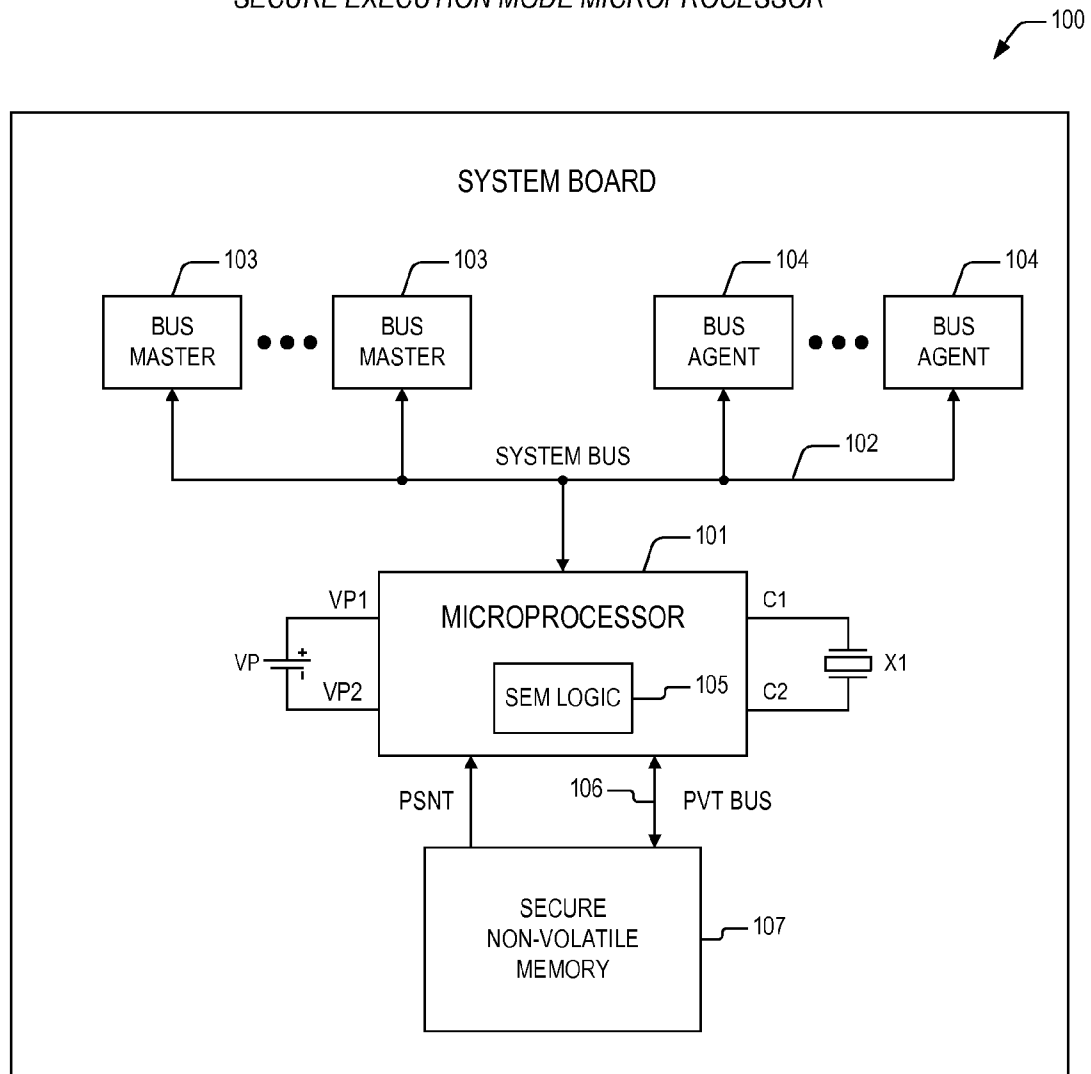 SECURE EXECUTION MODE MICROPROCESSOR
100
SYSTEM BOARD
103
103
104
104
BUS
MASTER
BUS
MASTER
BUS
AGENT
BUS
AGENT
SYSTEM BUS
102
101
VP1
MICROPROCESSOR
C1
VP
+
-
X1
VP2
SEM LOGIC
105
C2
PSNT
106
PVT BUS
SECURE
NON-VOLATILE
MEMORY
107